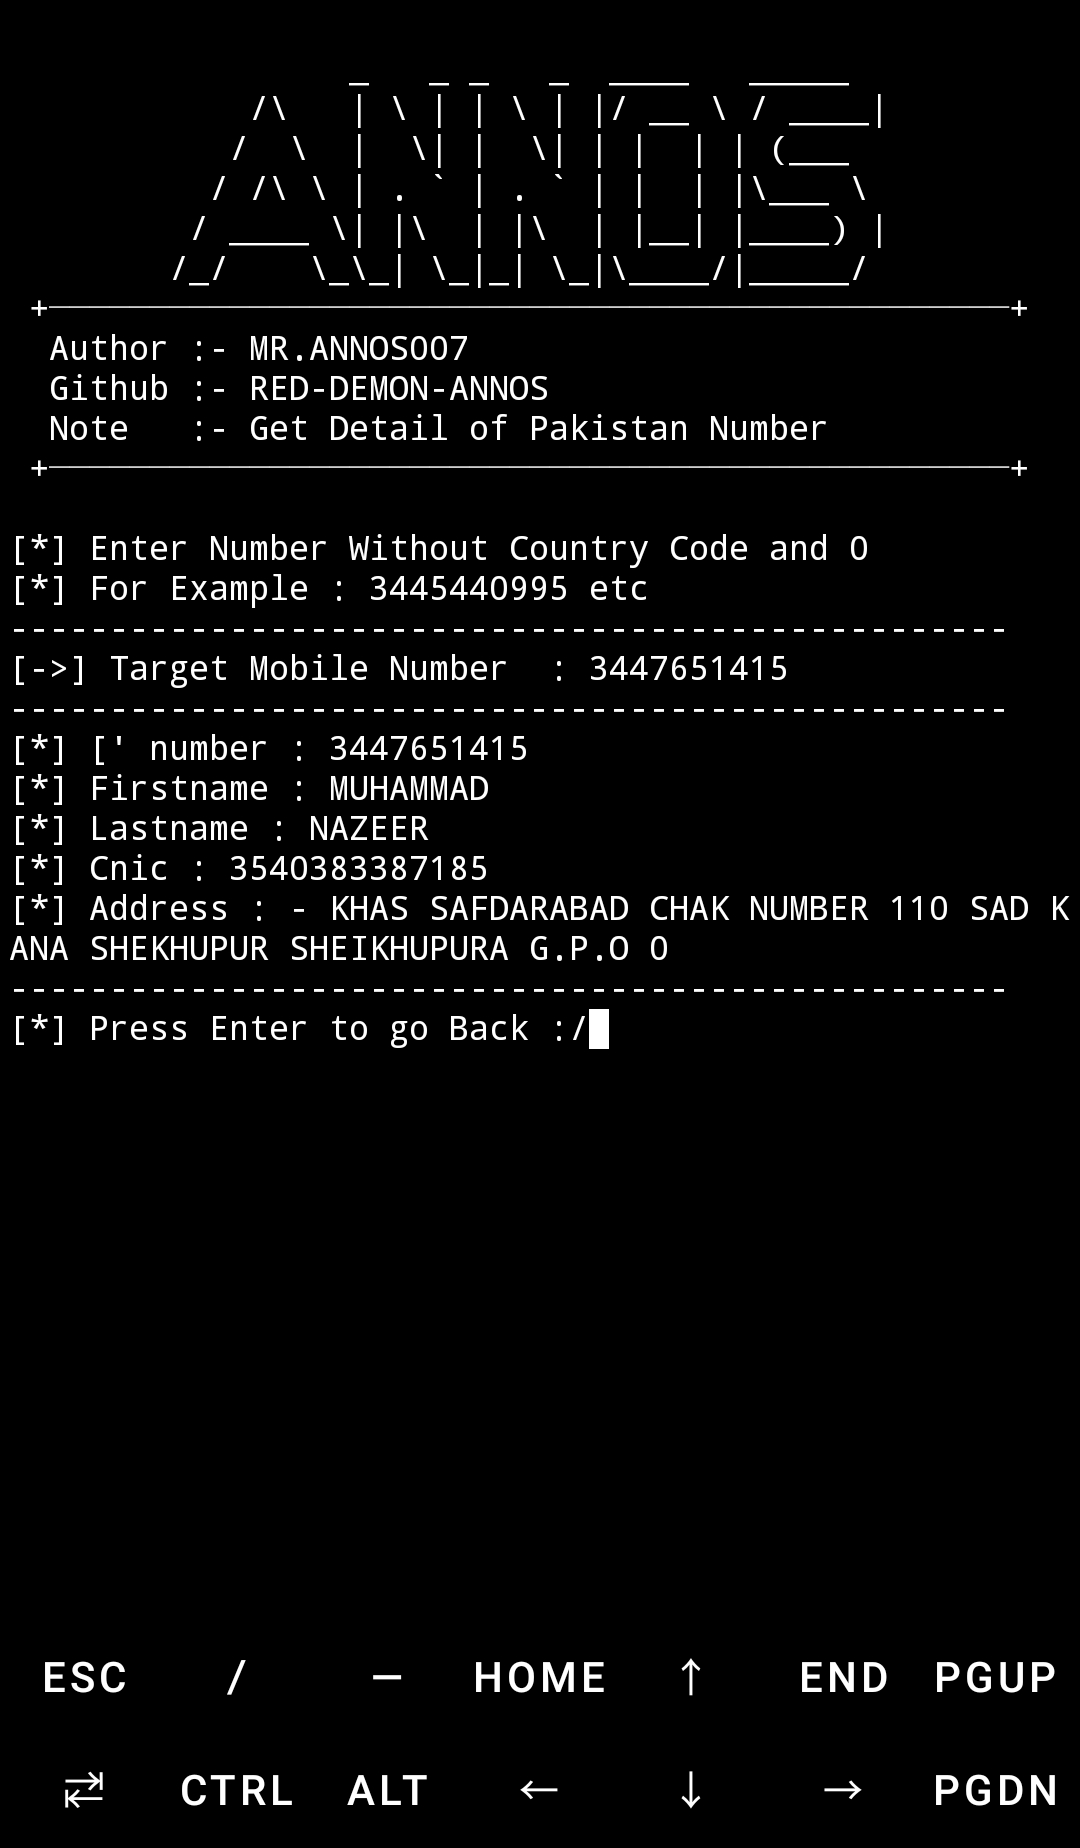 ANNOS
Author :- MR.ANNOS007
Github :- RED-DEMON-ANNOS
Note :- Get Detail of Pakistan Number
[*] Enter Number Without Country Code and 0
[*] For Example : 3445440995 etc
[->] Target Mobile Number : 3447651415
[*] [' number : 3447651415
[*] Firstname : MUHAMMAD
[*] Lastname : NAZEER
[*] Cnic : 3540383387185
[*] Address : - KHAS SAFDARABAD CHAK NUMBER 110 SAD K
ANA SHEKHUPUR SHEIKHUPURA G.P.O 0
[*] Press Enter to go Back :/
ESC / — HOME ↑ END PGUP
⇄ CTRL ALT ← ↓ → PGDN